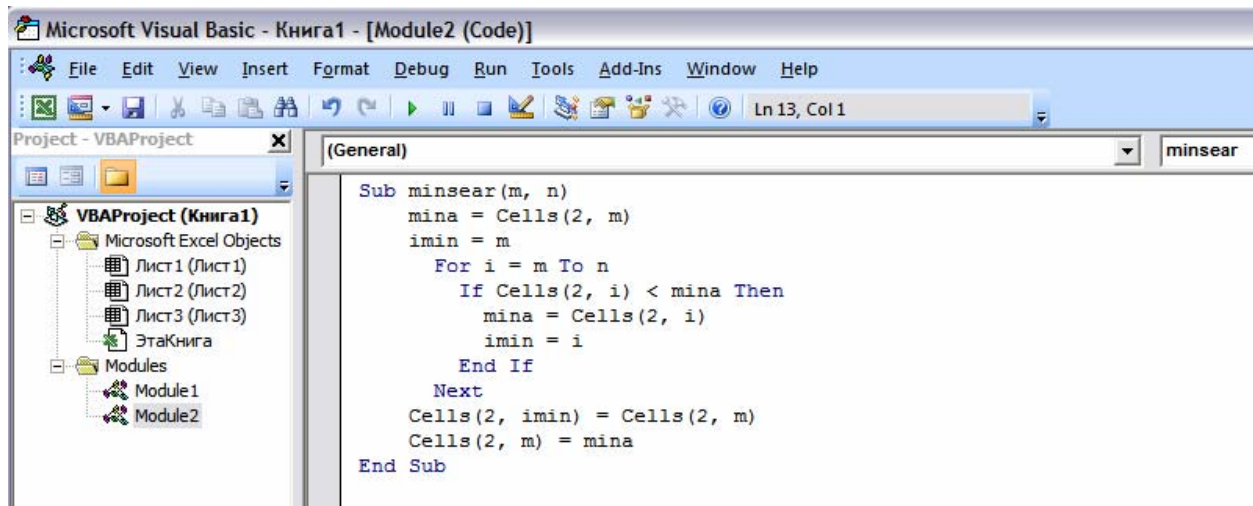 Microsoft Visual Basic - Книга1 - [Module2 (Code)]
File Edit View Insert Format Debug Run Tools Add-Ins Window Help
Ln 13, Col 1
Project - VBAProject
(General)
minsear
VBAProject (Книга1)
Microsoft Excel Objects
Лист1 (Лист1)
Лист2 (Лист2)
Лист3 (Лист3)
ЭтаКнига
Modules
Module1
Module2
Sub minsear(m, n)
mina = Cells(2, m)
imin = m
For i = m To n
If Cells(2, i) < mina Then
mina = Cells(2, i)
imin = i
End If
Next
Cells(2, imin) = Cells(2, m)
Cells(2, m) = mina
End Sub